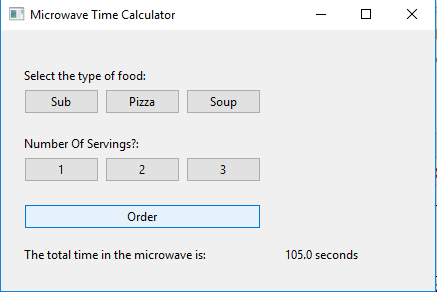 Microwave Time Calculator
Select the type of food:
Sub Pizza Soup
Number Of Servings?:
1 2 3
Order
The total time in the microwave is: 105.0 seconds